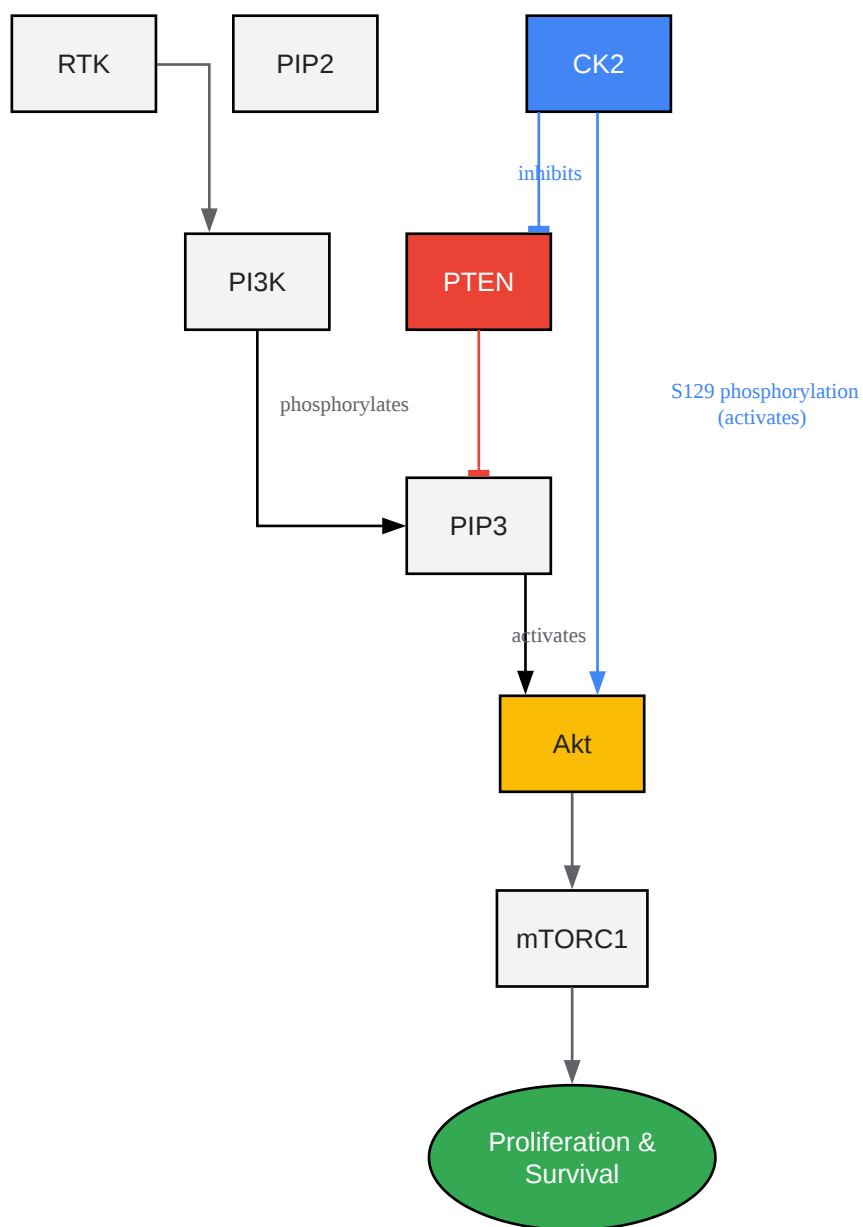 RTK
PIP2
CK2
inhibits
PI3K
PTEN
S129 phosphorylation
(activates)
phosphorylates
PIP3
activates
Akt
mTORC1
Proliferation &
Survival